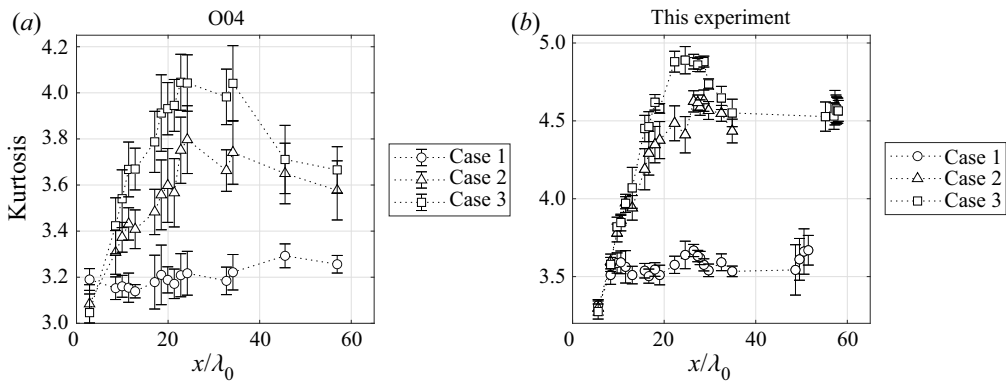 (a) O04
Kurtosis
4.2
4.0
3.8
3.6
3.4
3.2
3.0
0 20 40 60
x/λ0
Case 1
Case 2
Case 3
(b) This experiment
5.0
4.5
4.0
3.5
0 20 40 60
x/λ0
Case 1
Case 2
Case 3